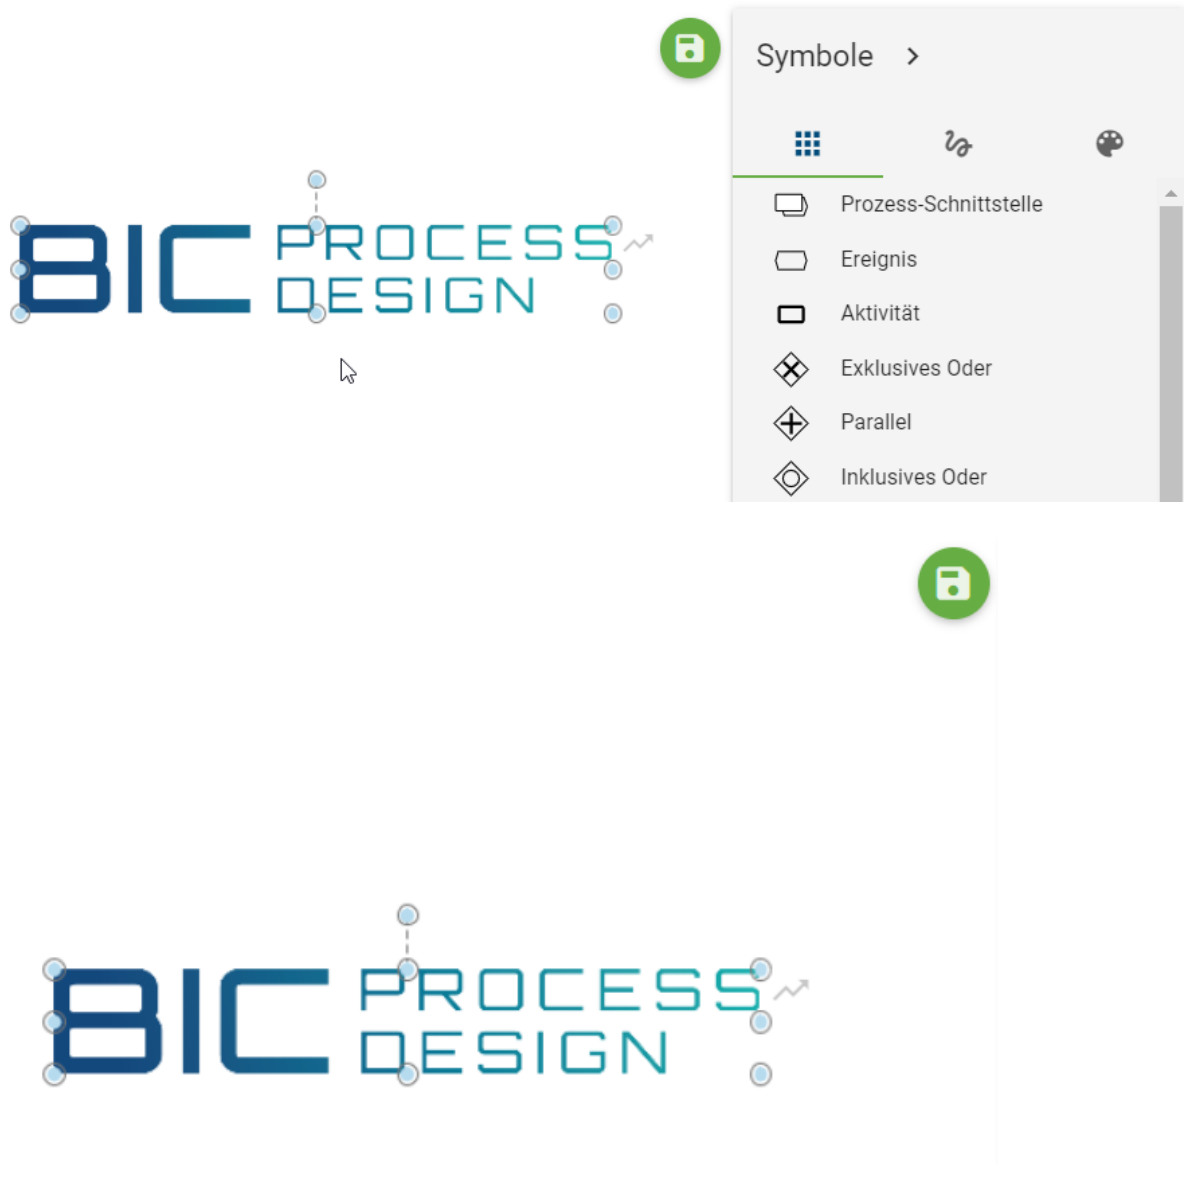 Symbole
BIC PROCESS
DESIGN
Prozess-Schnittstelle
Ereignis
Aktivität
Exklusives Oder
Parallel
Inklusives Oder
BIC PROCESS
DESIGN